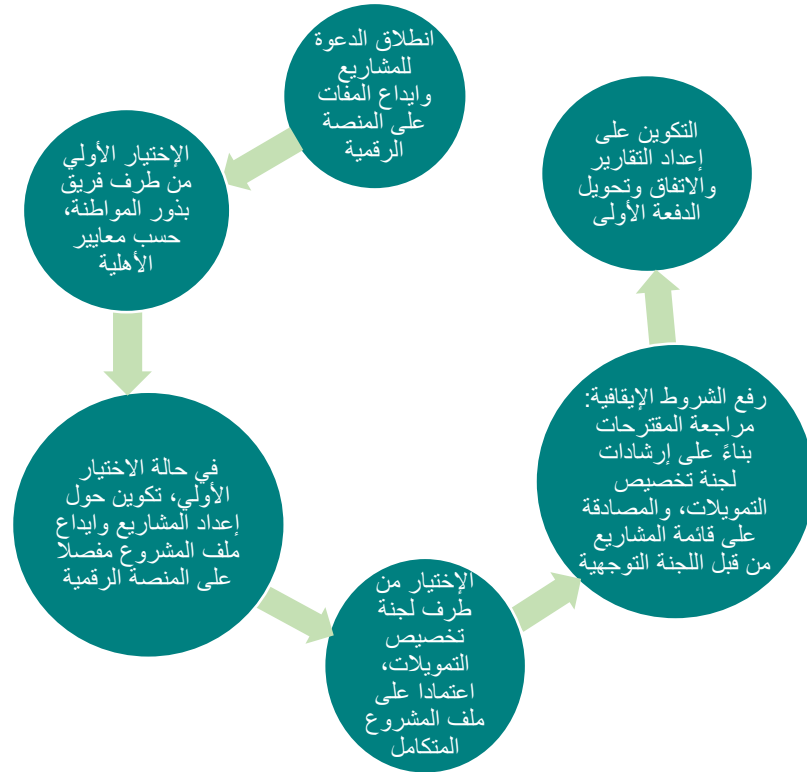 انطلاق الدعوة
للمشاريع
وايداع المفات
على المنصة
الرقمية
الإختيار الأولي
من طرف فريق
بذور المواطنة،
حسب معايير
الأهلية
في حالة الاختيار
الأولي، تكوين حول
إعداد المشاريع وايداع
ملف المشروع مفصلا
على المنصة الرقمية
الإختيار من
طرف لجنة
تخصيص
التمويلات،
اعتمادا على
ملف المشروع
المتكامل
رفع الشروط الإيقافية:
مراجعة المقترحات
بناءً على إرشادات
لجنة تخصيص
التمويلات، والمصادقة
على قائمة المشاريع
من قبل اللجنة التوجهية
التكوين على
إعداد التقارير
والاتفاق وتحويل
الدفعة الأولى